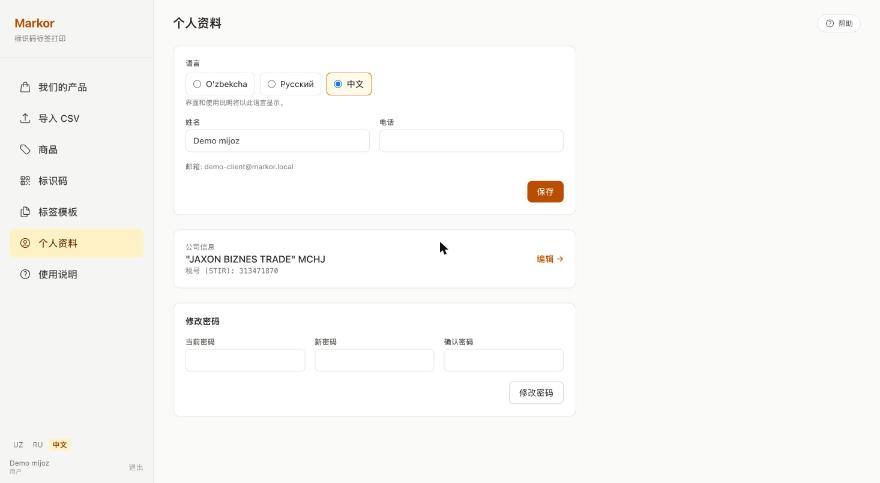 Markor
标识码标签打印
我们的产品
导入 CSV
商品
标识码
标签模板
个人资料
使用说明
UZ RU 中文
Demo mijoz
用户
退出
个人资料
帮助
语言
O'zbekcha Русский 中文
界面和使用说明将以此语言显示。
姓名 电话
Demo mijoz
邮箱: demo-client@markor.local
保存
公司信息
"JAXON BIZNES TRADE" MCHJ
税号 (STIR): 313471870
编辑 →
修改密码
当前密码 新密码 确认密码
修改密码